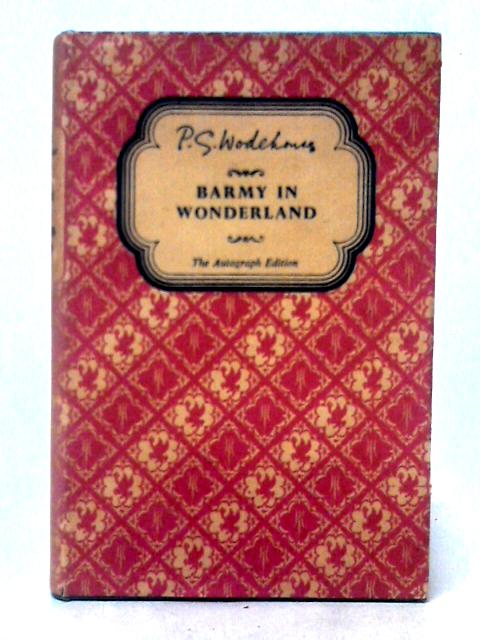 P. G. Wodehouse
BARMY IN
WONDERLAND
The Autograph Edition